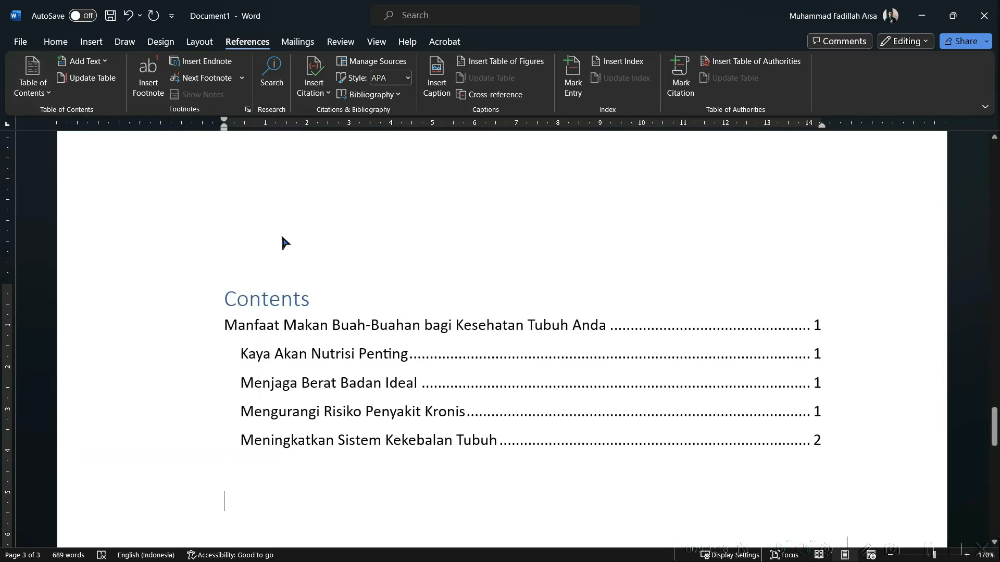 AutoSave Off Document1 - Word Search Muhammad Fadillah Arsa
File Home Insert Draw Design Layout References Mailings Review View Help Acrobat Comments Editing Share
Table of Contents Add Text Update Table
Insert Footnote Insert Endnote Next Footnote Show Notes
Search
Insert Citation Manage Sources Style: APA Bibliography
Insert Caption Insert Table of Figures Update Table Cross-reference
Mark Entry Insert Index Update Index
Mark Citation Insert Table of Authorities Update Table
Table of Contents Footnotes Research Citations & Bibliography Captions Index Table of Authorities
1 2 3 4 5 6 7 8 9 10 11 12 13 14
Contents
Manfaat Makan Buah-Buahan bagi Kesehatan Tubuh Anda ................................................ 1
Kaya Akan Nutrisi Penting................................................ 1
Menjaga Berat Badan Ideal ................................................ 1
Mengurangi Risiko Penyakit Kronis................................................ 1
Meningkatkan Sistem Kekebalan Tubuh................................................ 2
1
2
3
4
5
6
Page 3 of 3 689 words English (Indonesia) Accessibility: Good to go Display Settings Focus 170%